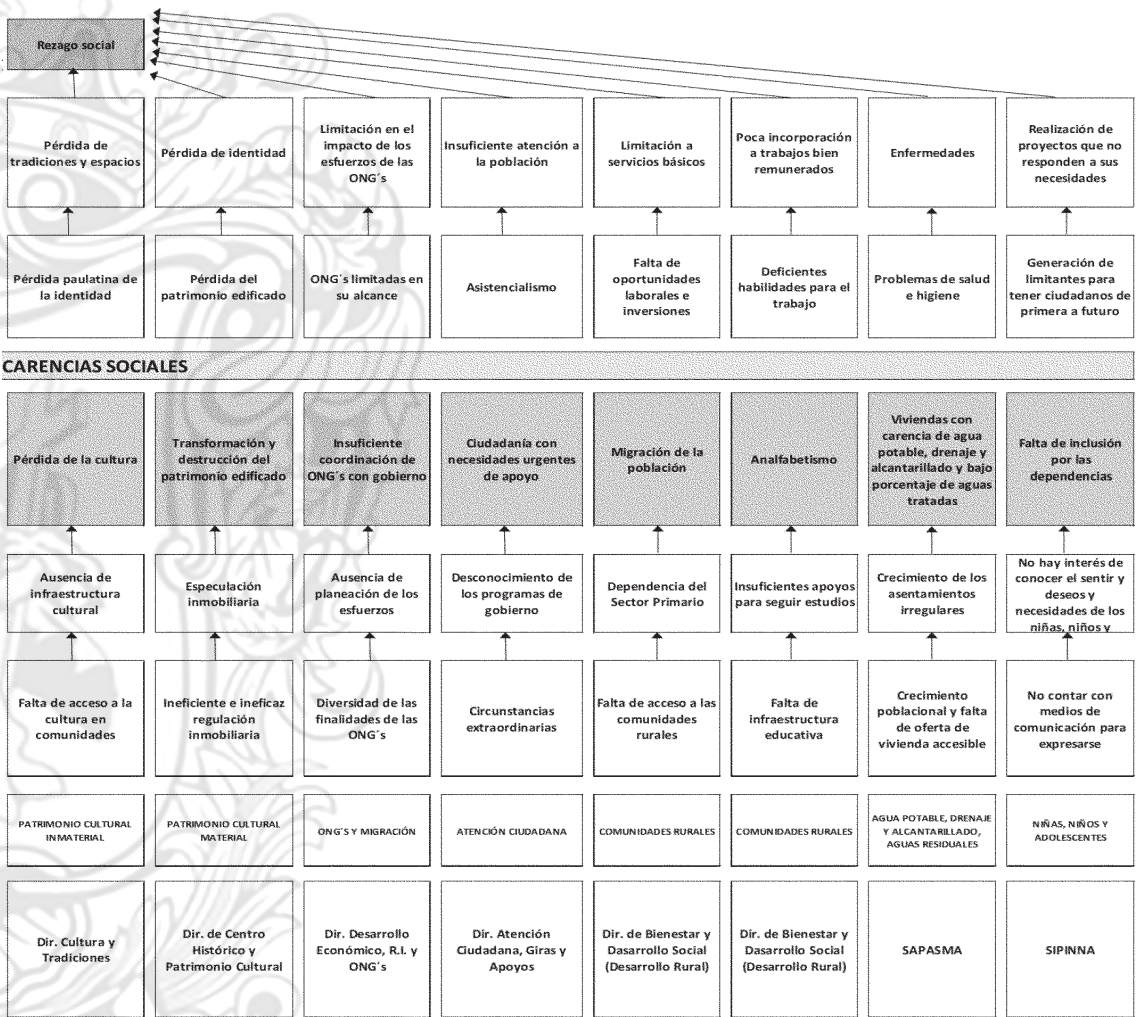 Rezago social
Pérdida de
tradiciones y espacios
Pérdida de identidad
Limitación en el
impacto de los
esfuerzos de las
ONG´s
Insuficiente atención a
la población
Limitación a
servicios básicos
Poca incorporación
a trabajos bien
remunerados
Enfermedades
Realización de
proyectos que no
responden a sus
necesidades
Pérdida paulatina de
la identidad
Pérdida del
patrimonio edificado
ONG´s limitadas en
su alcance
Asistencialismo
Falta de
oportunidades
laborales e
inversiones
Deficientes
habilidades para el
trabajo
Problemas de salud
e higiene
Generación de
limitantes para
tener ciudadanos de
primera a futuro
CARENCIAS SOCIALES
Pérdida de la cultura
Transformación y
destrucción del
patrimonio edificado
Insuficiente
coordinación de
ONG´s con gobierno
Ciudadanía con
necesidades urgentes
de apoyo
Migración de la
población
Analfabetismo
Viviendas con
carencia de agua
potable, drenaje y
alcantarillado y bajo
porcentaje de aguas
tratadas
Falta de inclusión
por las
dependencias
Ausencia de
infraestructura
cultural
Especulación
inmobiliaria
Ausencia de
planeación de los
esfuerzos
Desconocimiento de
los programas de
gobierno
Dependencia del
Sector Primario
Insuficientes apoyos
para seguir estudios
Crecimiento de los
asentamientos
irregulares
No hay interés de
conocer el sentir y
deseos y
necesidades de los
niñas, niños y
Falta de acceso a la
cultura en
comunidades
Ineficiente e ineficaz
regulación
inmobiliaria
Diversidad de las
finalidades de las
ONG´s
Circunstancias
extraordinarias
Falta de acceso a las
comunidades
rurales
Falta de
infraestructura
educativa
Crecimiento
poblacional y falta
de oferta de
vivienda accesible
No contar con
medios de
comunicación para
expresarse
PATRIMONIO CULTURAL
INMATERIAL
PATRIMONIO CULTURAL
MATERIAL
ONG´S Y MIGRACIÓN
ATENCIÓN CIUDADANA
COMUNIDADES RURALES
COMUNIDADES RURALES
AGUA POTABLE, DRENAJE
Y ALCANTARILLADO,
AGUAS RESIDUALES
NIÑAS, NIÑOS Y
ADOLESCENTES
Dir. Cultura y
Tradiciones
Dir. de Centro
Histórico y
Patrimonio Cultural
Dir. Desarrollo
Económico, R.I. y
ONG´s
Dir. Atención
Ciudadana, Giras y
Apoyos
Dir. de Bienestar y
Dasarrollo Social
(Desarrollo Rural)
Dir. de Bienestar y
Dasarrollo Social
(Desarrollo Rural)
SAPASMA
SIPINNA